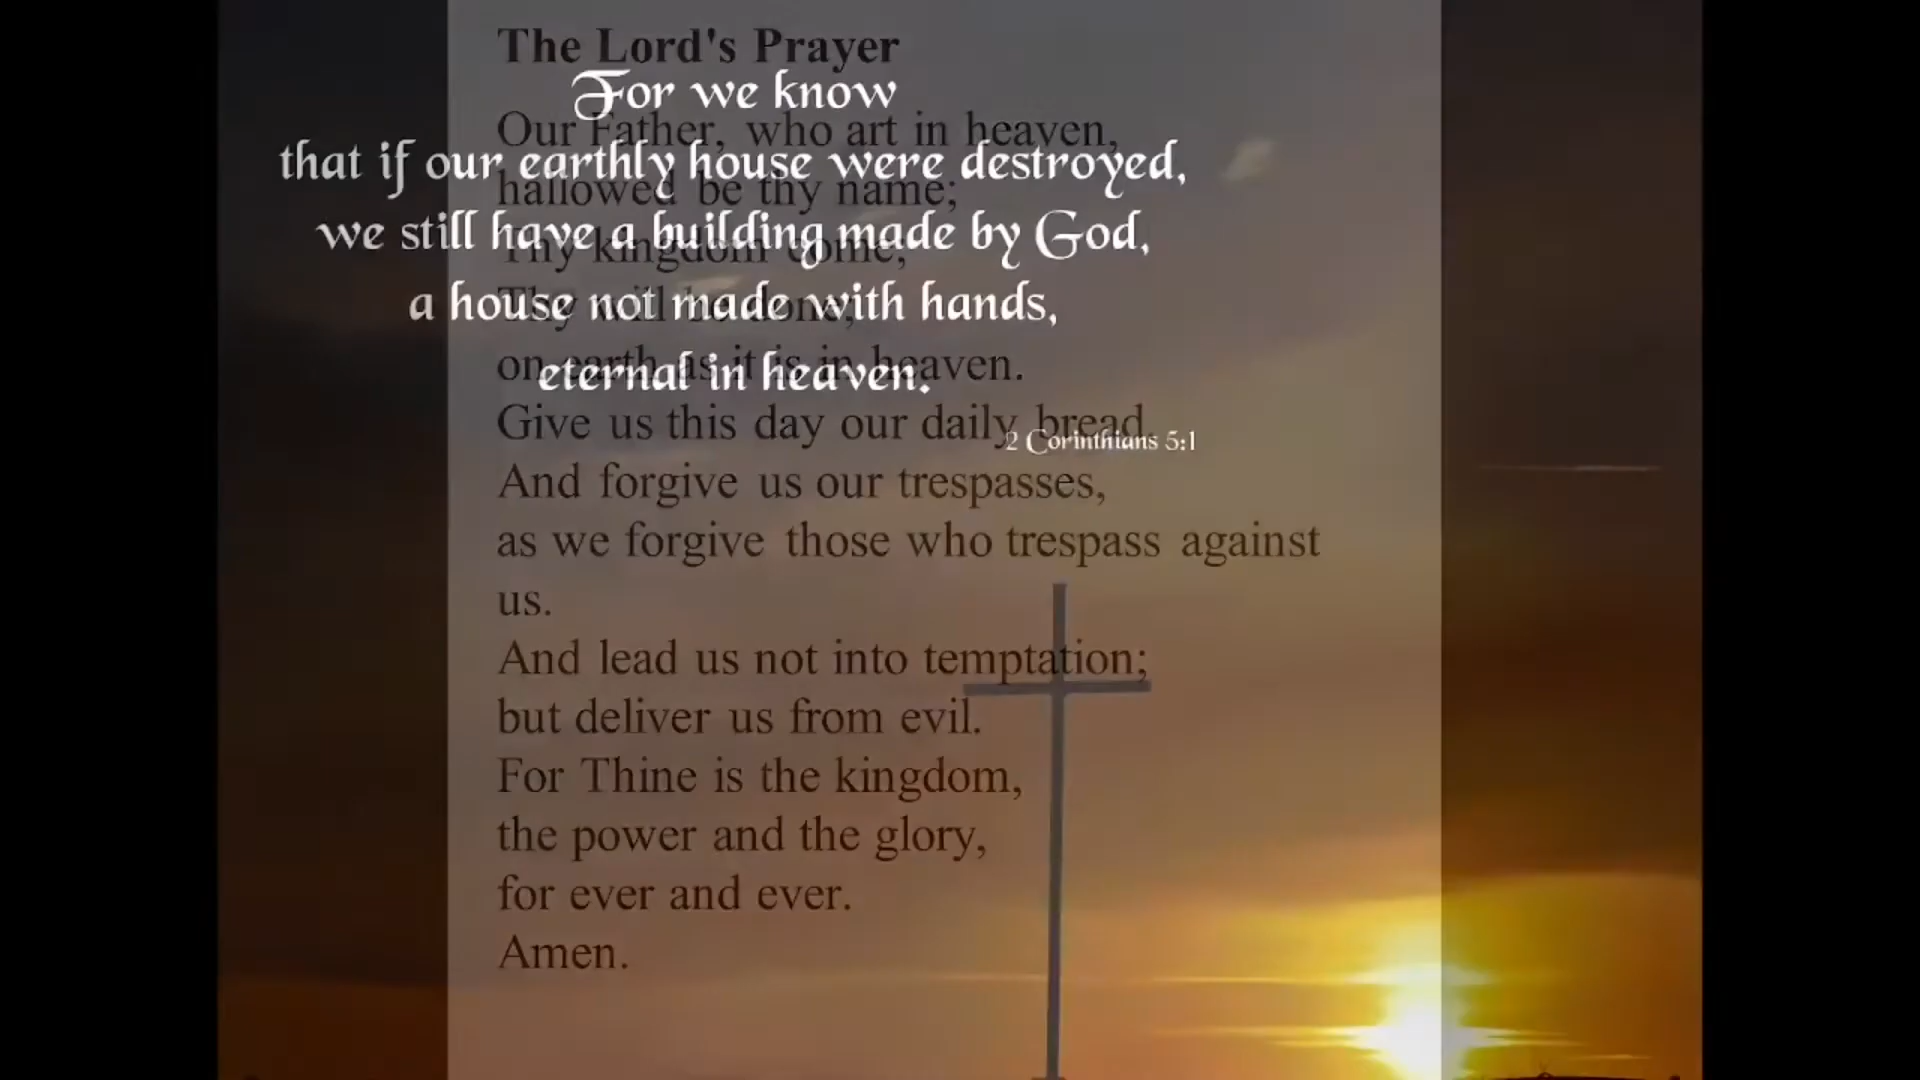 The Lord's Prayer
Our Father, who art in heaven,
hallowed be thy name;
Thy kingdom come;
Thy will be done;
on earth as it is in heaven.
Give us this day our daily bread.
And forgive us our trespasses,
as we forgive those who trespass against
us.
And lead us not into temptation;
but deliver us from evil.
For Thine is the kingdom,
the power and the glory,
for ever and ever.
Amen.
For we know
that if our earthly house were destroyed,
we still have a building made by God,
a house not made with hands,
eternal in heaven.
2 Corinthians 5:1